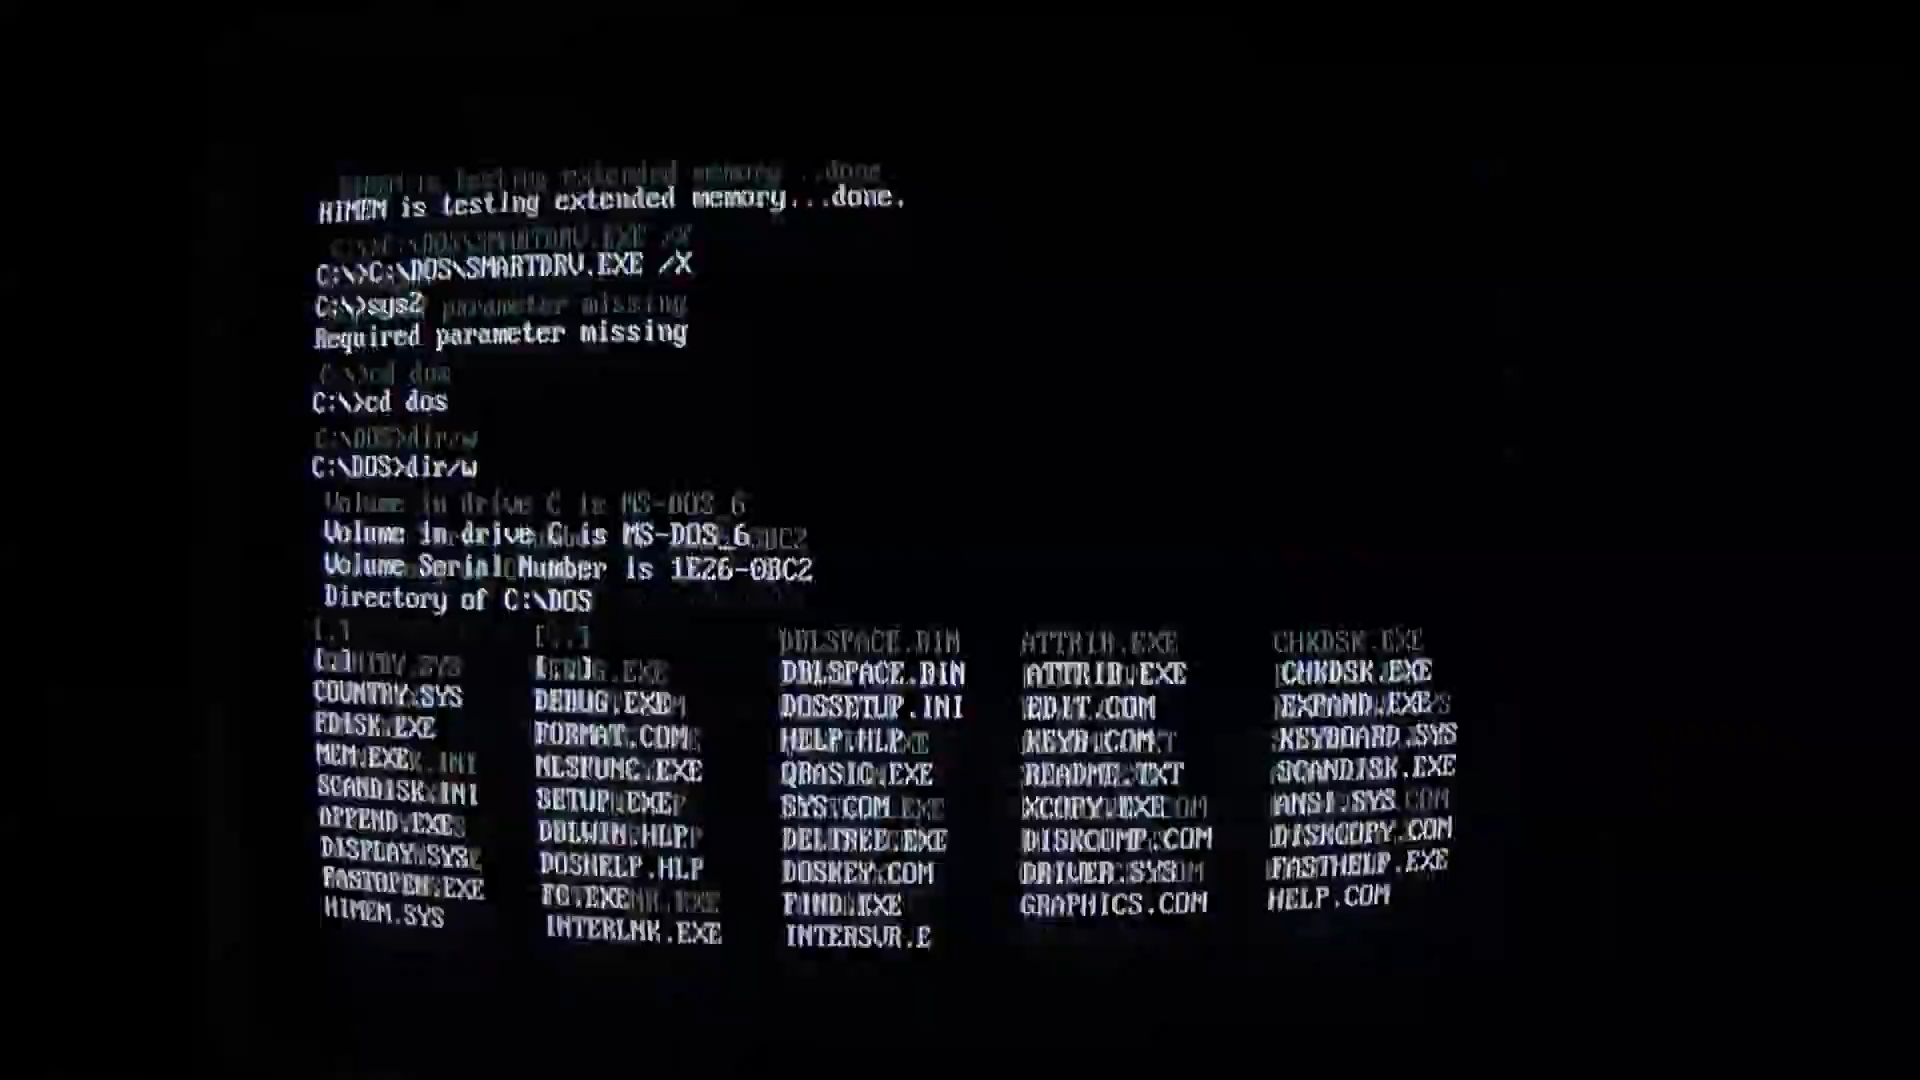 HIMEM is testing extended memory...done.
C:\>C:\DOS\SMARTDRV.EXE /X
C:\>sys2
Required parameter missing
C:\>cd dos
C:\DOS>dir/w
Volume in drive C is MS-DOS_6
Volume Serial Number is 1E26-0BC2
Directory of C:\DOS
[.] [..] DBLSPACE.BIN ATTRIB.EXE CHKDSK.EXE
COUNTRY.SYS DEBUG.EXE DOSSETUP.INI EDIT.COM EXPAND.EXE
FDISK.EXE FORMAT.COM HELP.HLP KEYB.COM KEYBOARD.SYS
MEM.EXE NLSFUNC.EXE QBASIC.EXE README.TXT SCANDISK.EXE
SCANDISK.INI SETUP.EXE SYS.COM XCOPY.EXE ANSI.SYS
APPEND.EXE DBLWIN.HLP DELTREE.EXE DISKCOMP.COM DISKCOPY.COM
DISPLAY.SYS DOSHELP.HLP DOSKEY.COM DRIVER.SYS FASTHELP.EXE
FASTOPEN.EXE FC.EXE FIND.EXE GRAPHICS.COM HELP.COM
HIMEM.SYS INTERLNK.EXE INTERSVR.E